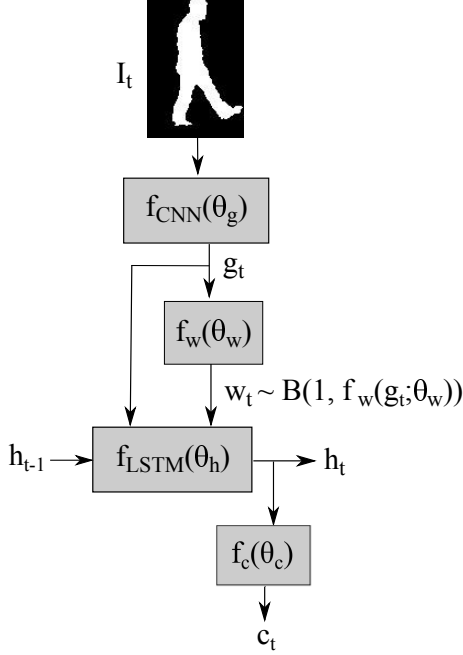 I_t
f_CNN(θ_g)
g_t
f_w(θ_w)
w_t ~ B(1, f_w(g_t;θ_w))
h_t-1
f_LSTM(θ_h)
h_t
f_c(θ_c)
c_t